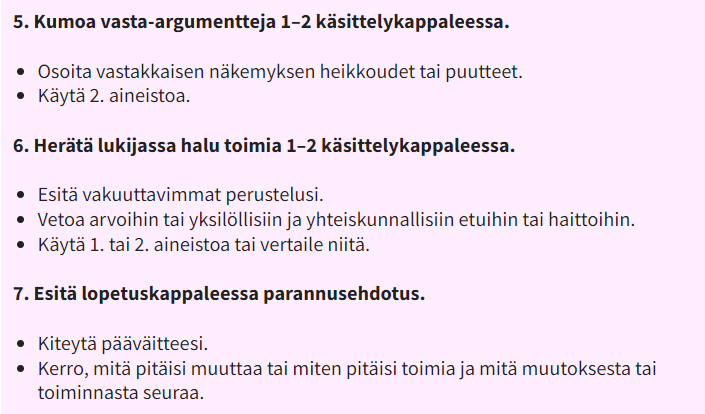 5. Kumoa vasta-argumentteja 1–2 käsittelykappaleessa.
• Osoita vastakkaisen näkemyksen heikkoudet tai puutteet.
• Käytä 2. aineistoa.
6. Herätä lukijassa halu toimia 1–2 käsittelykappaleessa.
• Esitä vakuuttavimmat perustelusi.
• Vetoa arvoihin tai yksilöllisiin ja yhteiskunnallisiin etuihin tai haittoihin.
• Käytä 1. tai 2. aineistoa tai vertaile niitä.
7. Esitä lopetuskappaleessa parannusehdotus.
• Kiteytä pääväitteesi.
• Kerro, mitä pitäisi muuttaa tai miten pitäisi toimia ja mitä muutoksesta tai
toiminnasta seuraa.